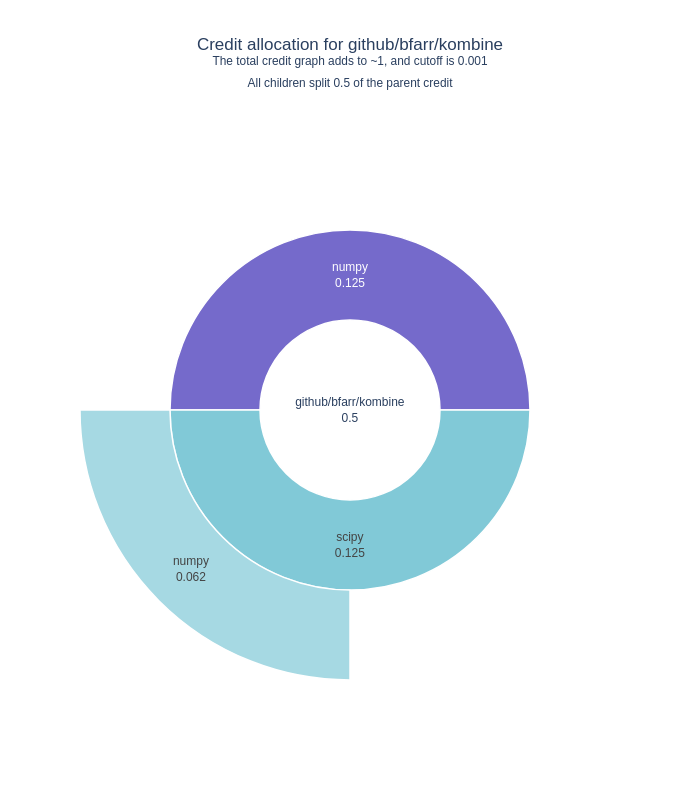 Credit allocation for github/bfarr/kombine
The total credit graph adds to ~1, and cutoff is 0.001
All children split 0.5 of the parent credit
numpy
0.125
github/bfarr/kombine
0.5
scipy
0.125
numpy
0.062